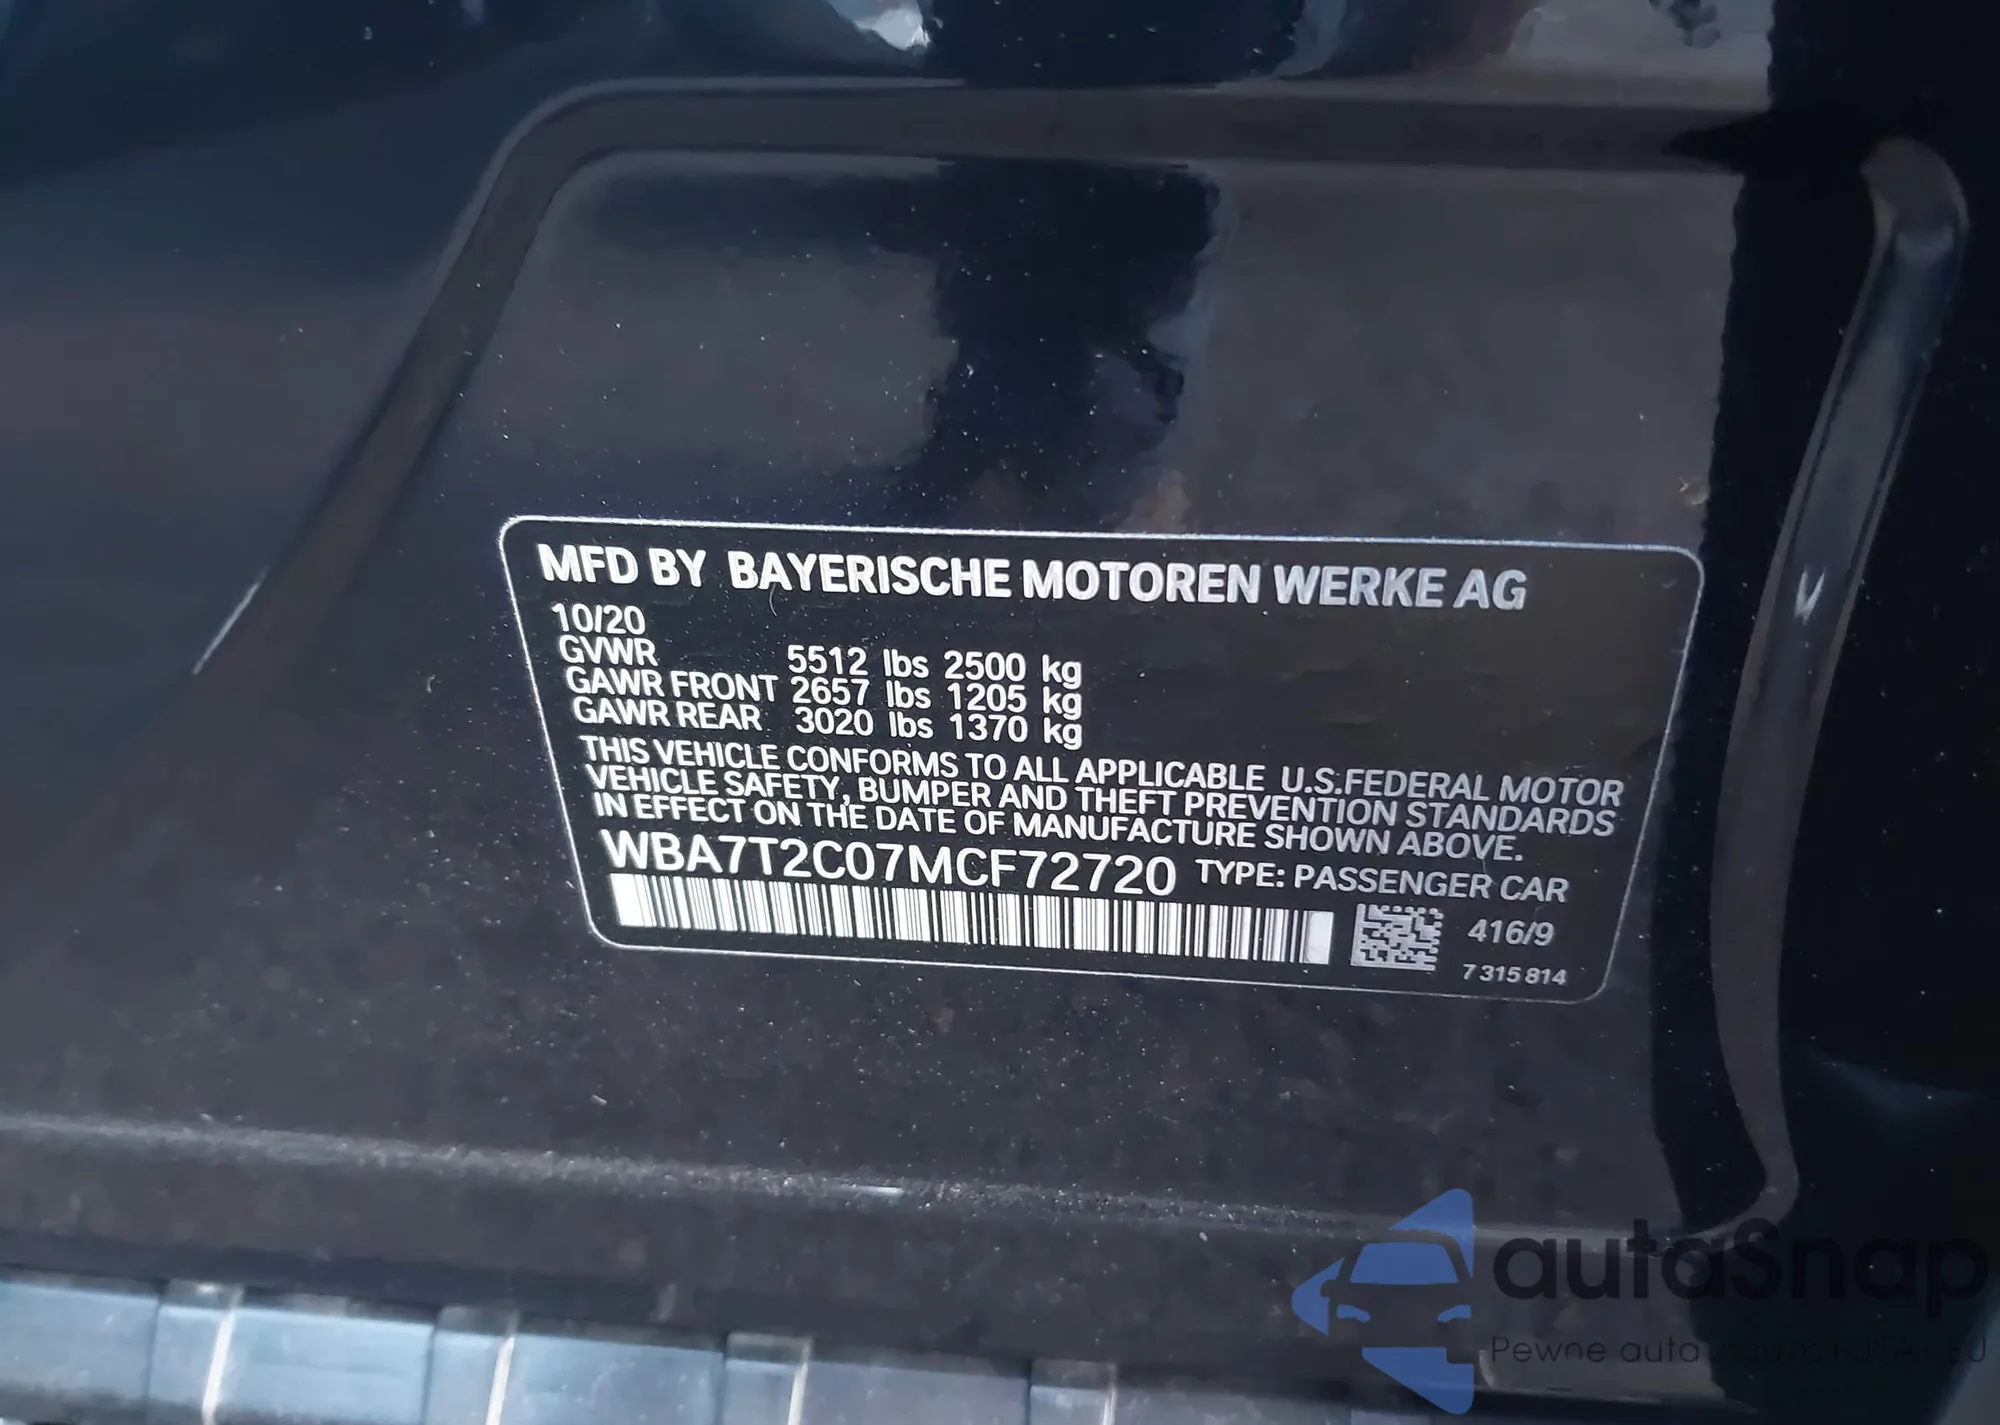 MFD BY BAYERISCHE MOTOREN WERKE AG
10/20
GVWR 5512 lbs 2500 kg
GAWR FRONT 2657 lbs 1205 kg
GAWR REAR 3020 lbs 1370 kg
THIS VEHICLE CONFORMS TO ALL APPLICABLE U.S.FEDERAL MOTOR
VEHICLE SAFETY, BUMPER AND THEFT PREVENTION STANDARDS
IN EFFECT ON THE DATE OF MANUFACTURE SHOWN ABOVE.
WBA7T2C07MCF72720 TYPE: PASSENGER CAR
416/9
7 315 814
autaSnap
Pewne auta